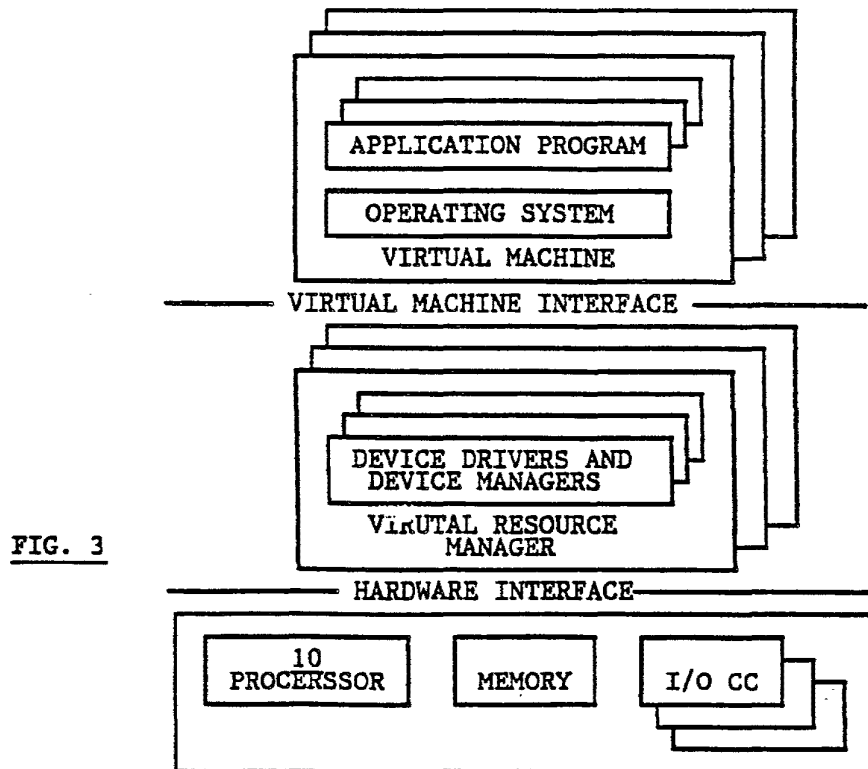 APPLICATION PROGRAM
OPERATING SYSTEM
VIRTUAL MACHINE
VIRTUAL MACHINE INTERFACE
DEVICE DRIVERS AND
DEVICE MANAGERS
VIRUTAL RESOURCE
MANAGER
FIG. 3
HARDWARE INTERFACE
10
PROCERSSOR
MEMORY
I/O CC